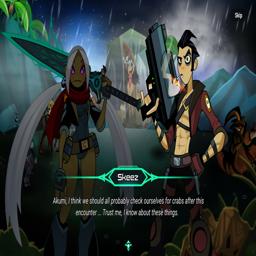 Skip
Skeez
Akumi, I think we should all probably check ourselves for crabs after this
encounter ... Trust me, I know about these things.